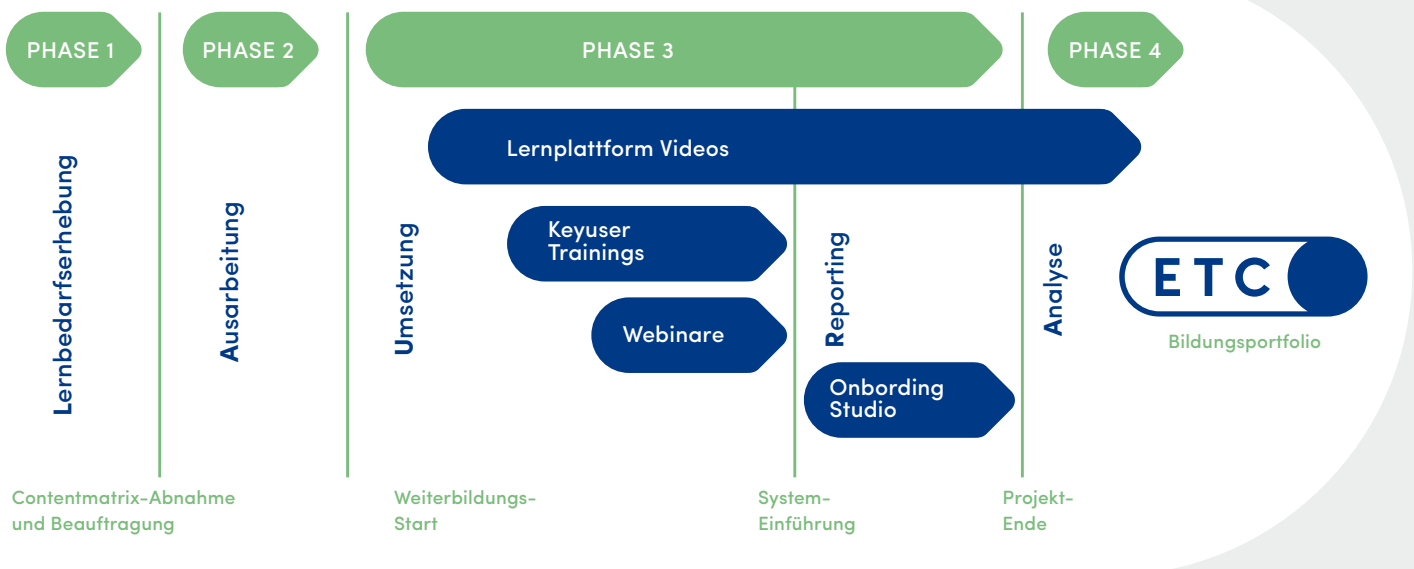 PHASE 1
PHASE 2
PHASE 3
PHASE 4
Lernplattform Videos
Lernbedarfserhebung
Ausarbeitung
Umsetzung
Keyuser
Trainings
Webinare
Reporting
Onbording
Studio
Analyse
ETC
Bildungsportfolio
Contentmatrix-Abnahme
und Beauftragung
Weiterbildungs-
Start
System-
Einführung
Projekt-
Ende